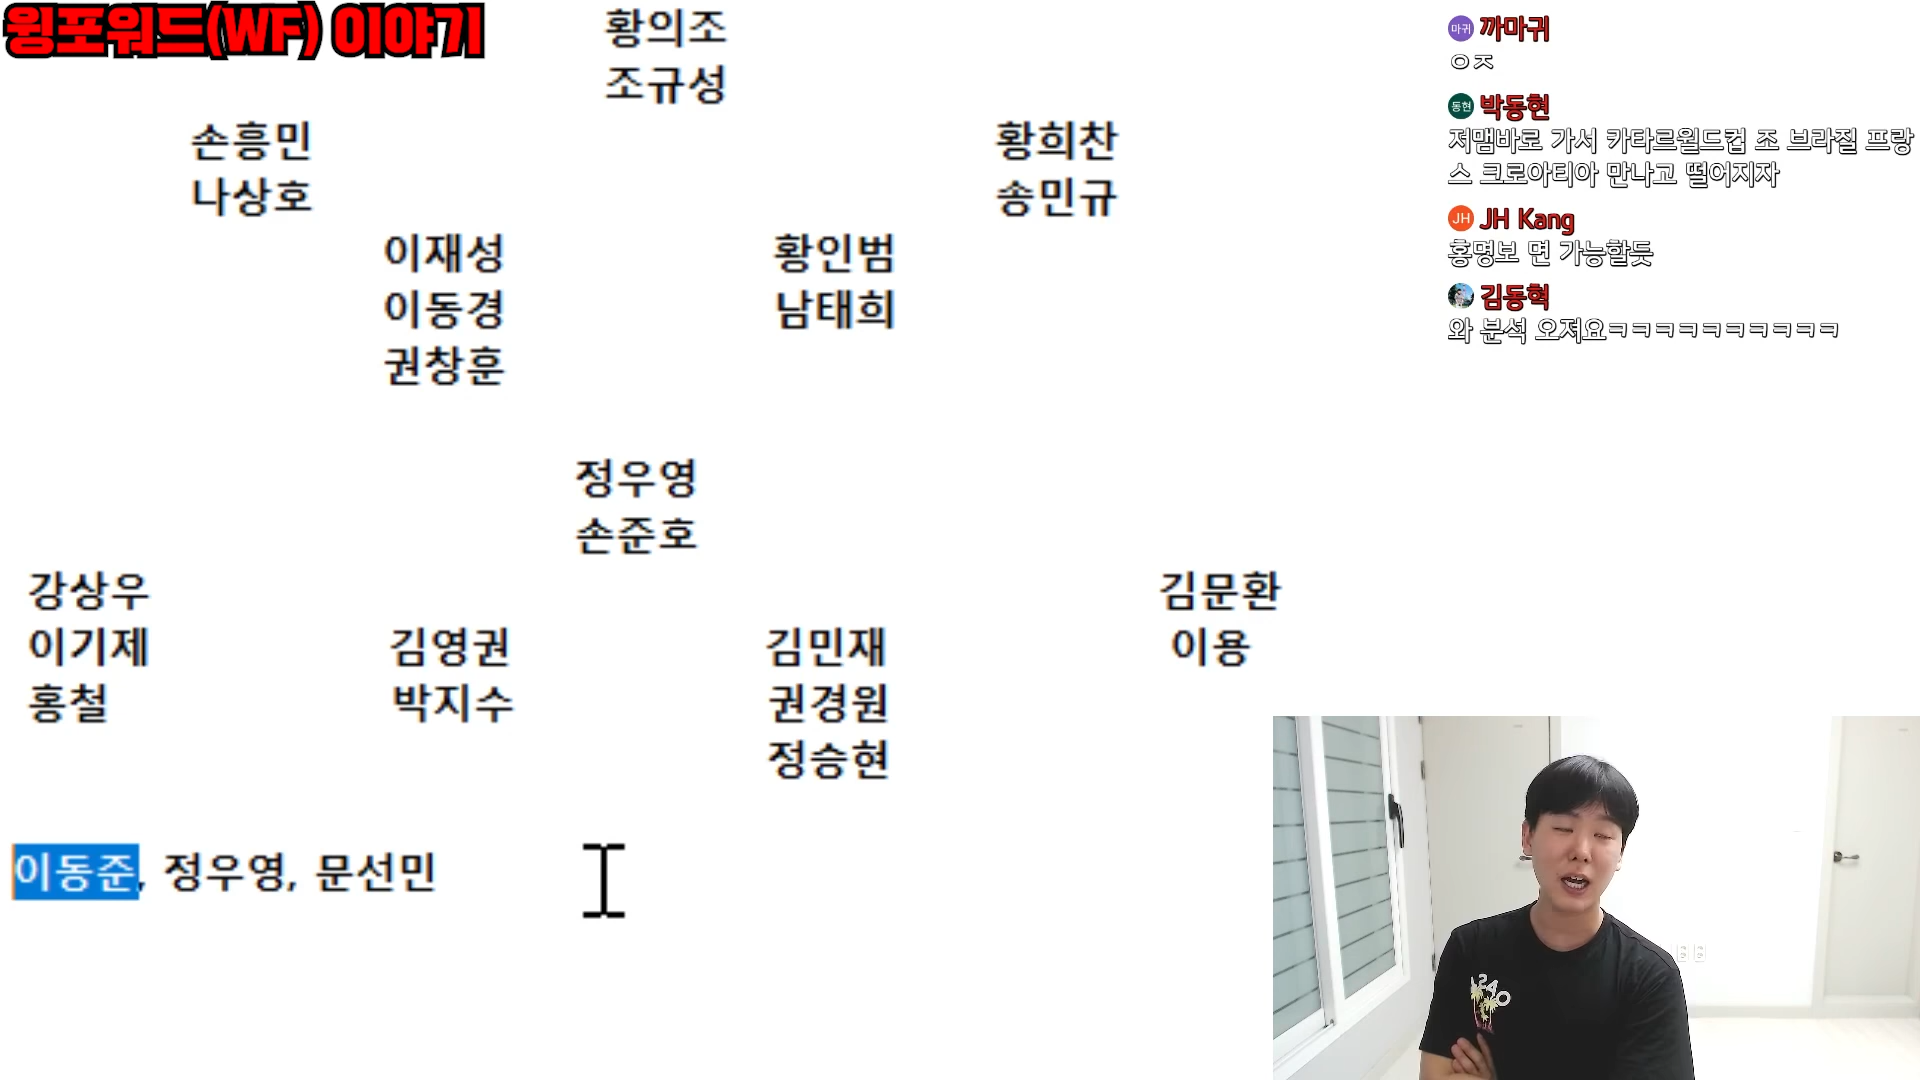 윙포워드(WF) 이야기
황의조
조규성
손흥민
나상호
황희찬
송민규
이재성
이동경
권창훈
황인범
남태희
정우영
손준호
강상우
이기제
홍철
김영권
박지수
김민재
권경원
정승현
김문환
이용
이동준, 정우영, 문선민
마귀 까마귀
ㅇㅈ
동현 박동현
저맴바로 가서 카타르월드컵 조 브라질 프랑
스 크로아티아 만나고 떨어지자
JH JH Kang
홍명보 면 가능할듯
김동혁
와 분석 오져요ㅋㅋㅋㅋㅋㅋㅋㅋㅋㅋ